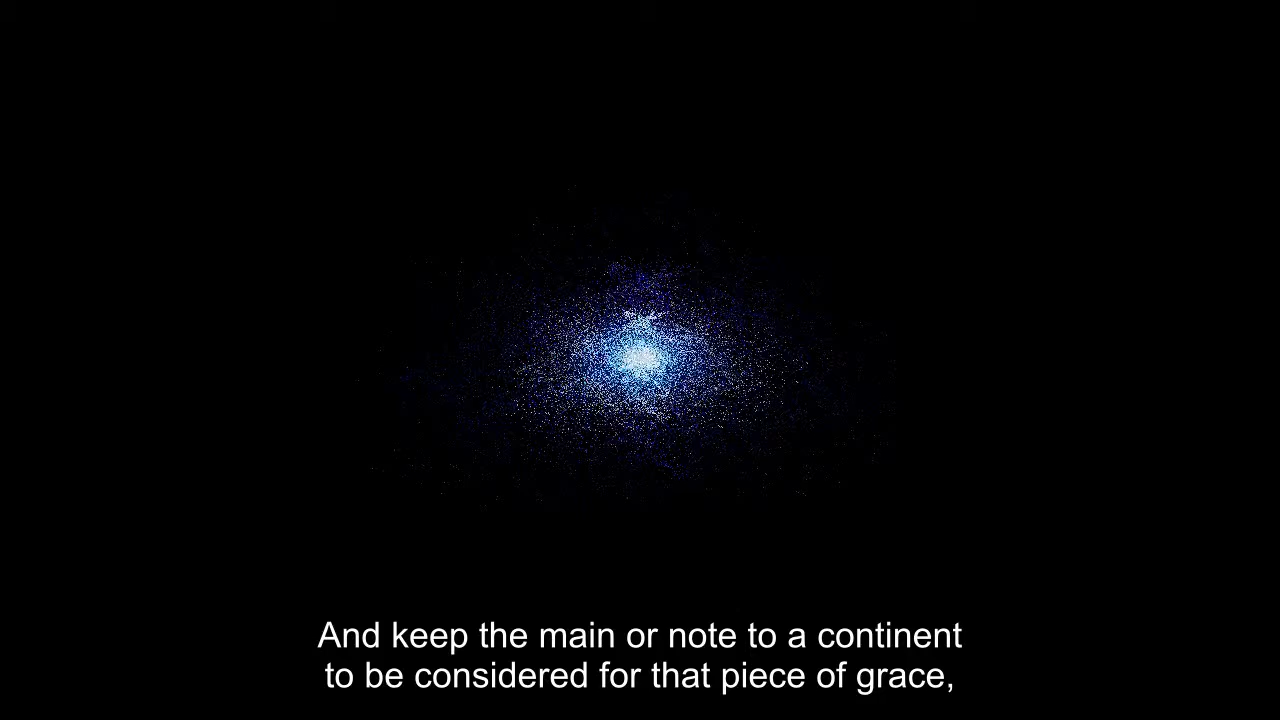 And keep the main or note to a continent
to be considered for that piece of grace,